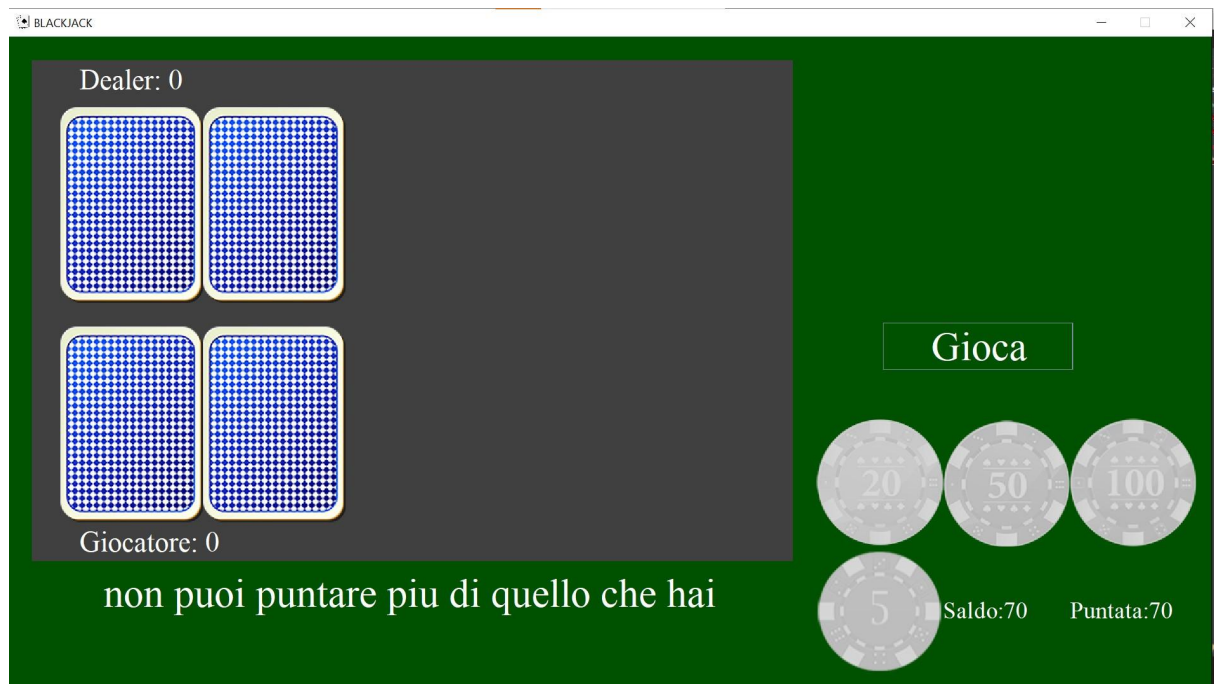 BLACKJACK
Dealer: 0
Giocatore: 0
non puoi puntare piu di quello che hai
Gioca
20
50
100
5
Saldo:70
Puntata:70